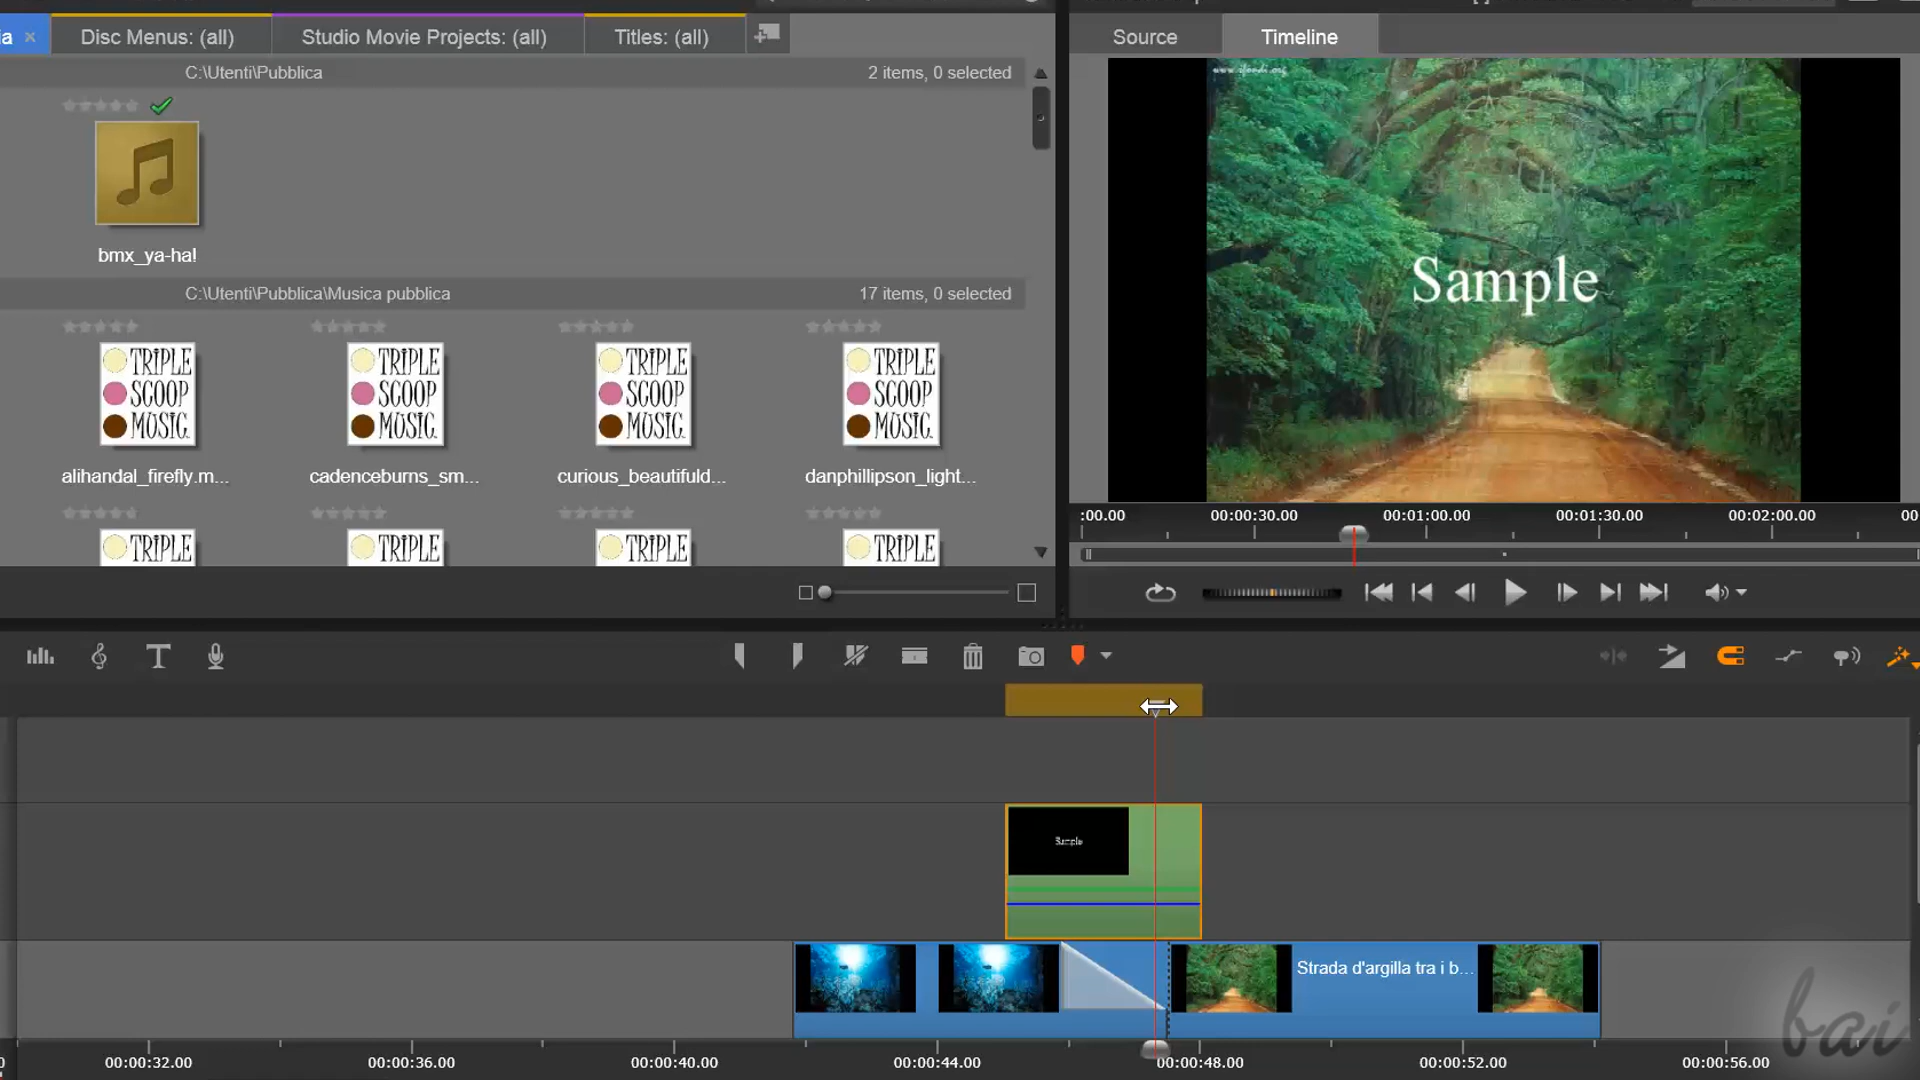 ia × Disc Menus: (all) Studio Movie Projects: (all) Titles: (all)
Source Timeline
C:\Utenti\Pubblica 2 items, 0 selected
bmx_ya-ha!
C:\Utenti\Pubblica\Musica pubblica 17 items, 0 selected
TRIPLE SCOOP MUSIC
TRIPLE SCOOP MUSIC
TRIPLE SCOOP MUSIC
TRIPLE SCOOP MUSIC
alihandal_firefly.m... cadenceburns_sm... curious_beautifuld... danphillipson_light...
TRIPLE TRIPLE TRIPLE TRIPLE
Sample
:00.00 00:00:30.00 00:01:00.00 00:01:30.00 00:02:00.00 00
Sample
Strada d'argilla tra i b...
00:00:32.00 00:00:36.00 00:00:40.00 00:00:44.00 00:00:48.00 00:00:52.00 00:00:56.00
bai